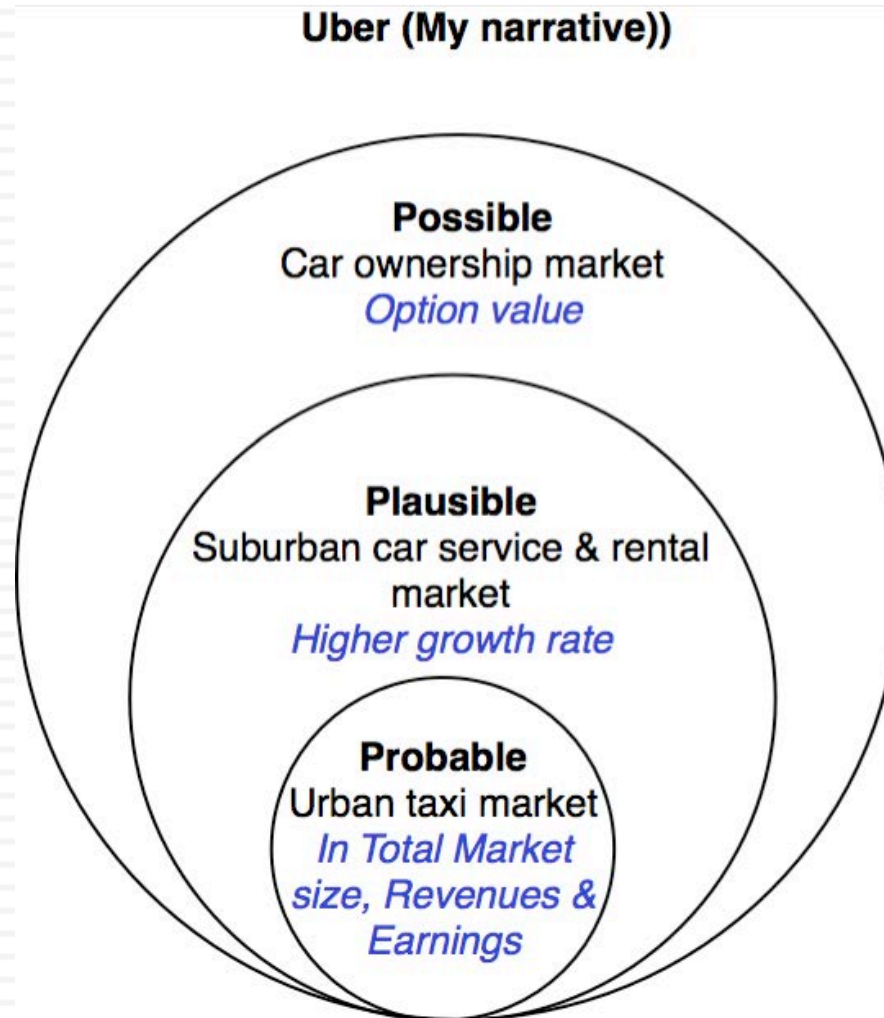 Uber (My narrative))
Possible
Car ownership market
Option value
Plausible
Suburban car service & rental
market
Higher growth rate
Probable
Urban taxi market
In Total Market
size, Revenues &
Earnings